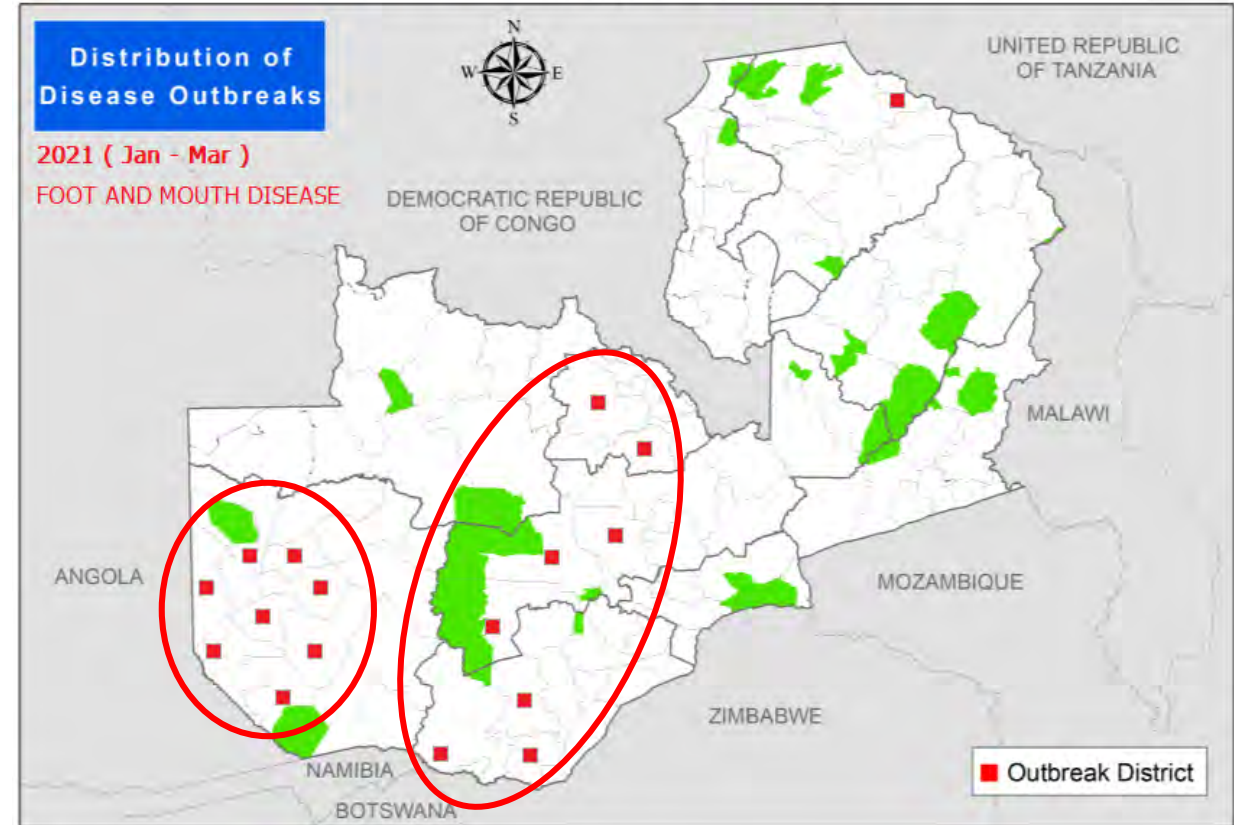 Distribution of
Disease Outbreaks
2021 ( Jan - Mar )
FOOT AND MOUTH DISEASE
N
W
E
S
UNITED REPUBLIC
OF TANZANIA
DEMOCRATIC REPUBLIC
OF CONGO
MALAWI
ANGOLA
MOZAMBIQUE
ZIMBABWE
NAMIBIA
BOTSWANA
Outbreak District